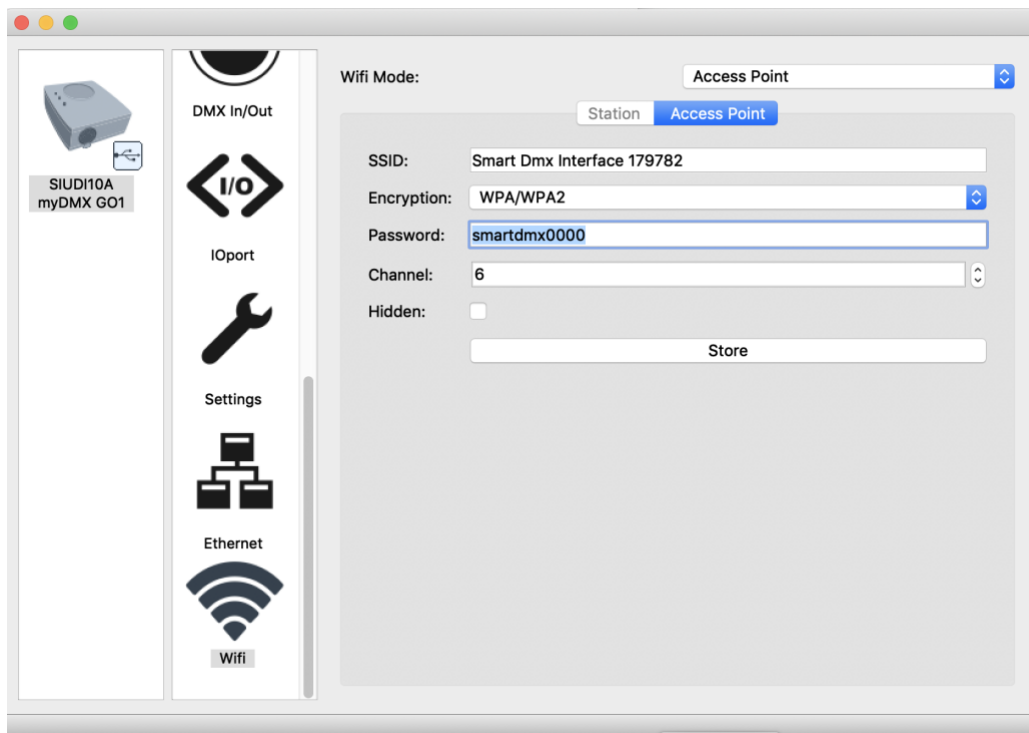 SIUDI10A
myDMX GO1
DMX In/Out
I/O
IOport
Settings
Ethernet
Wifi
Wifi Mode: Access Point
Station Access Point
SSID: Smart Dmx Interface 179782
Encryption: WPA/WPA2
Password: smartdmx0000
Channel: 6
Hidden:
Store